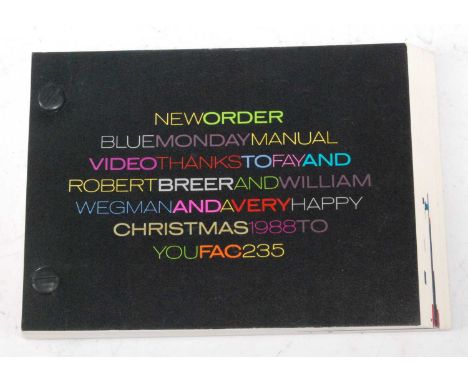 NEWORDER
BLUEMONDAYMANUAL
VIDEOTHANKSTOFAYAND
ROBERTBREERANDWILLIAM
WEGMANANDAVERYHAPPY
CHRISTMAS1988TO
YOUFAC235